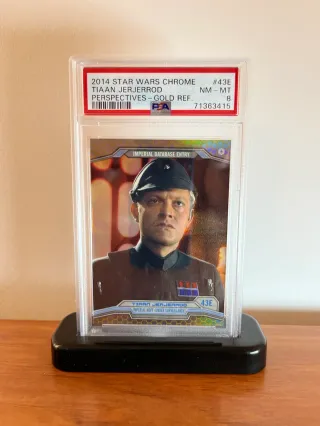 2014 STAR WARS CHROME #43E
TIAAN JERJERROD NM - MT
PERSPECTIVES - GOLD REF. 8
PSA 71363415
IMPERIAL DATABASE ENTRY
TIAAN JERJERROD 43E